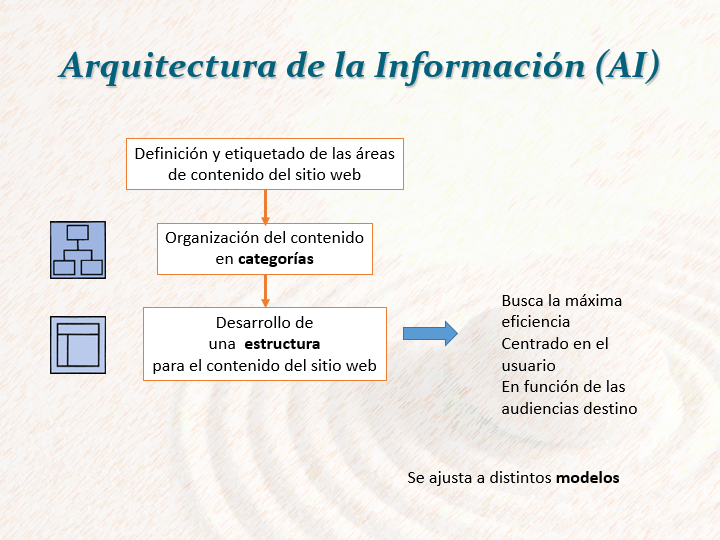 Arquitectura de la Información (AI)
Definición y etiquetado de las áreas
de contenido del sitio web
Organización del contenido
en categorías
Desarrollo de
una estructura
para el contenido del sitio web
Busca la máxima
eficiencia
Centrado en el
usuario
En función de las
audiencias destino
Se ajusta a distintos modelos